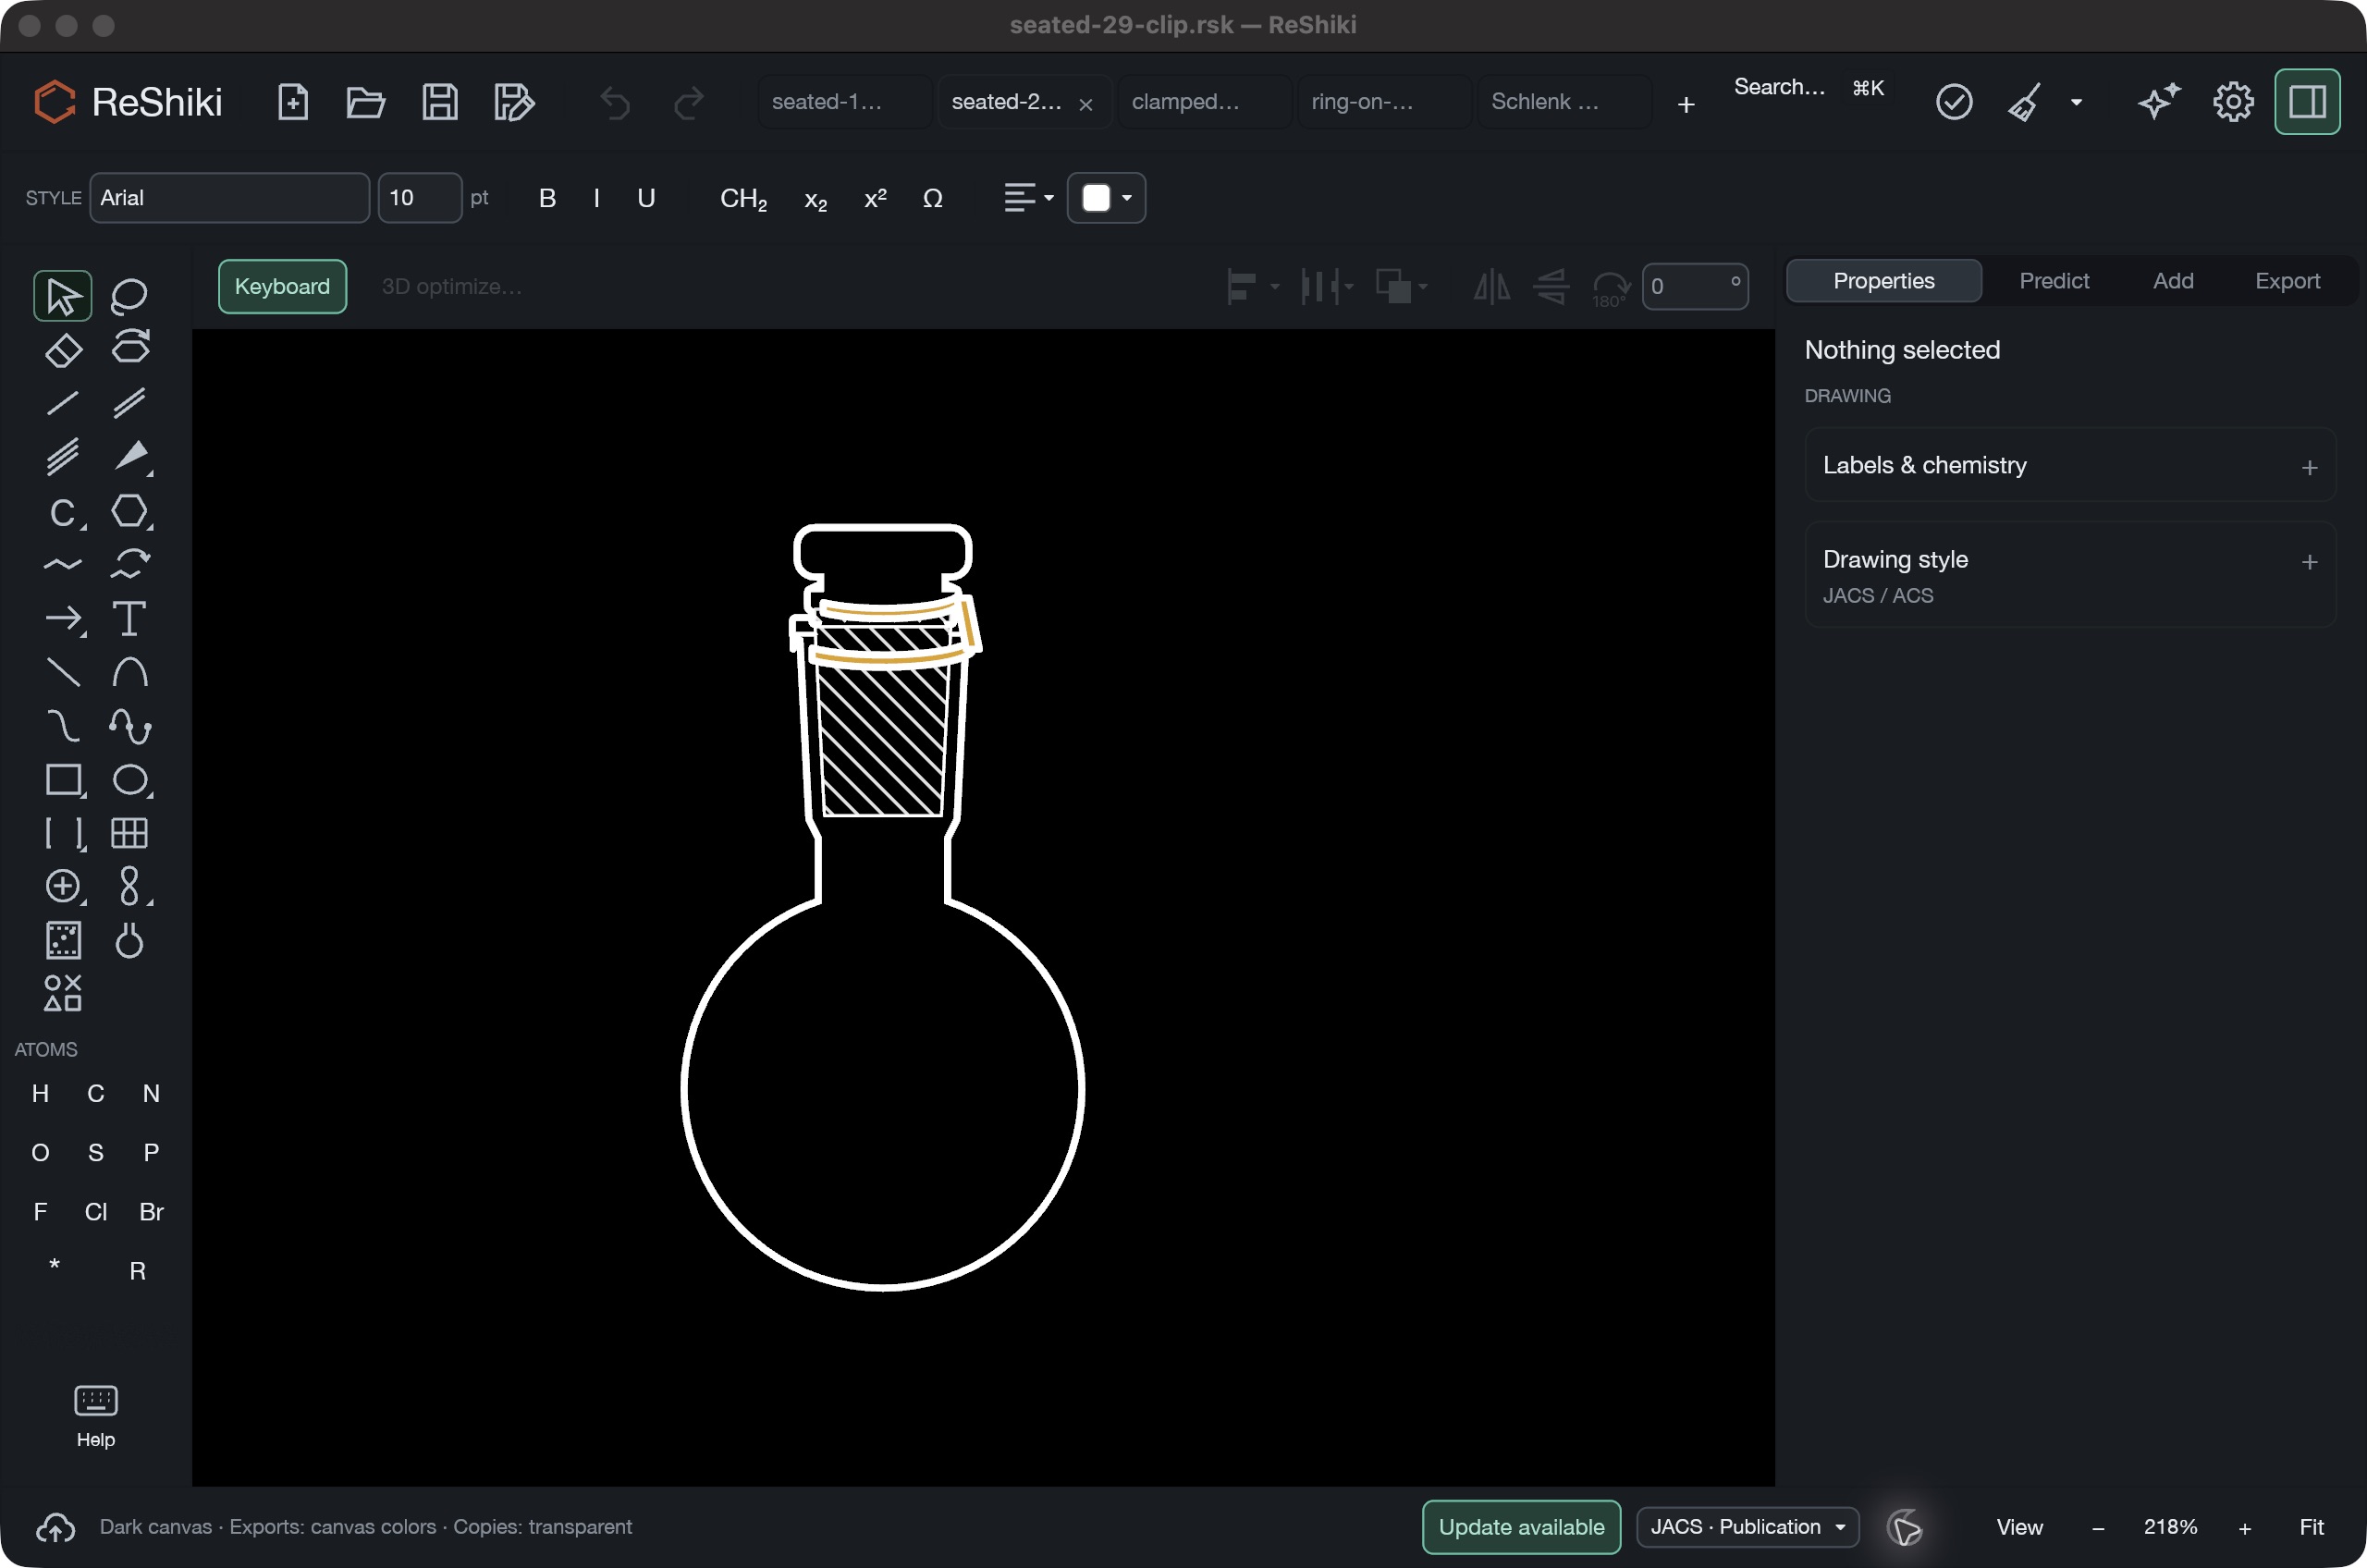 seated-29-clip.rsk — ReShiki
ReShiki
seated-1...
seated-2... ×
clamped...
ring-on-...
Schlenk ...
+
Search... ⌘K
STYLE Arial 10 pt B I U CH₂ x₂ x² Ω
Keyboard 3D optimize... 180° 0 °
Properties Predict Add Export
Nothing selected
DRAWING
Labels & chemistry +
Drawing style +
JACS / ACS
C
T
ATOMS
H C N
O S P
F Cl Br
* R
Help
Dark canvas · Exports: canvas colors · Copies: transparent
Update available JACS · Publication View − 218% + Fit